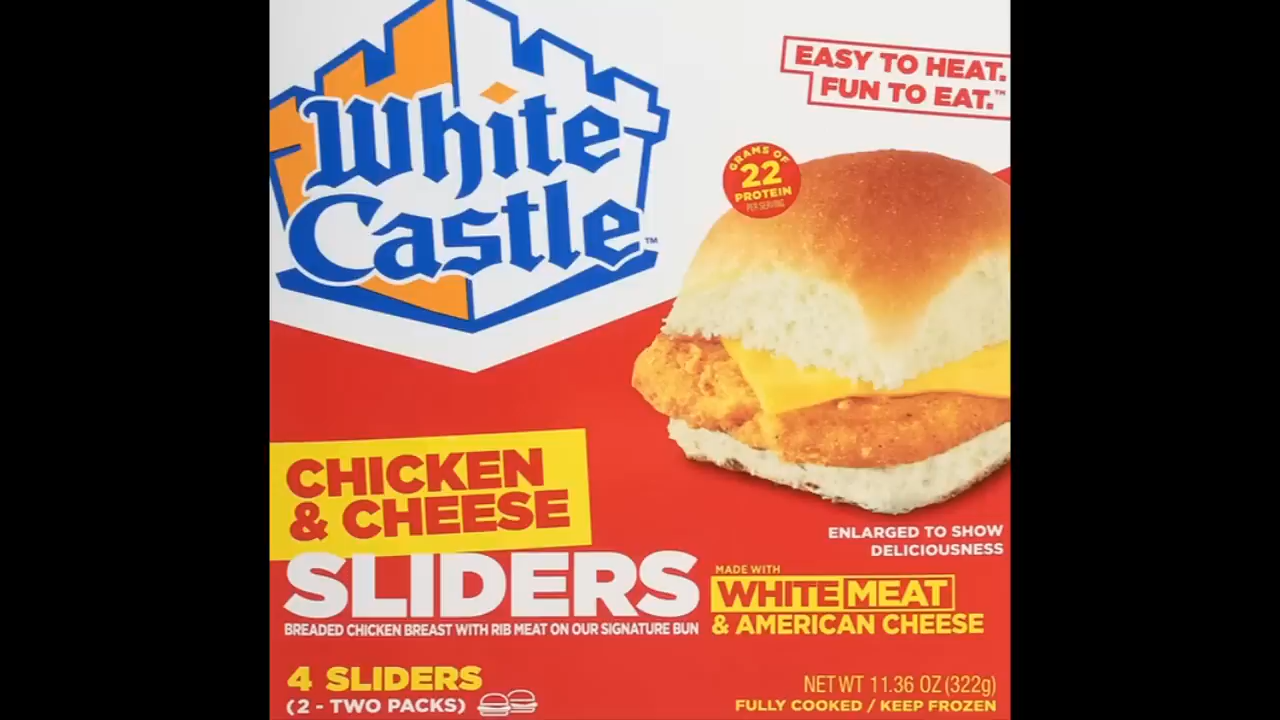 White
Castle™
EASY TO HEAT.
FUN TO EAT.™
GRAMS OF
22
PROTEIN
PER SERVING
CHICKEN
& CHEESE
SLIDERS
BREADED CHICKEN BREAST WITH RIB MEAT ON OUR SIGNATURE BUN
ENLARGED TO SHOW
DELICIOUSNESS
MADE WITH
WHITE MEAT
& AMERICAN CHEESE
4 SLIDERS
(2 - TWO PACKS)
NET WT 11.36 OZ (322g)
FULLY COOKED / KEEP FROZEN